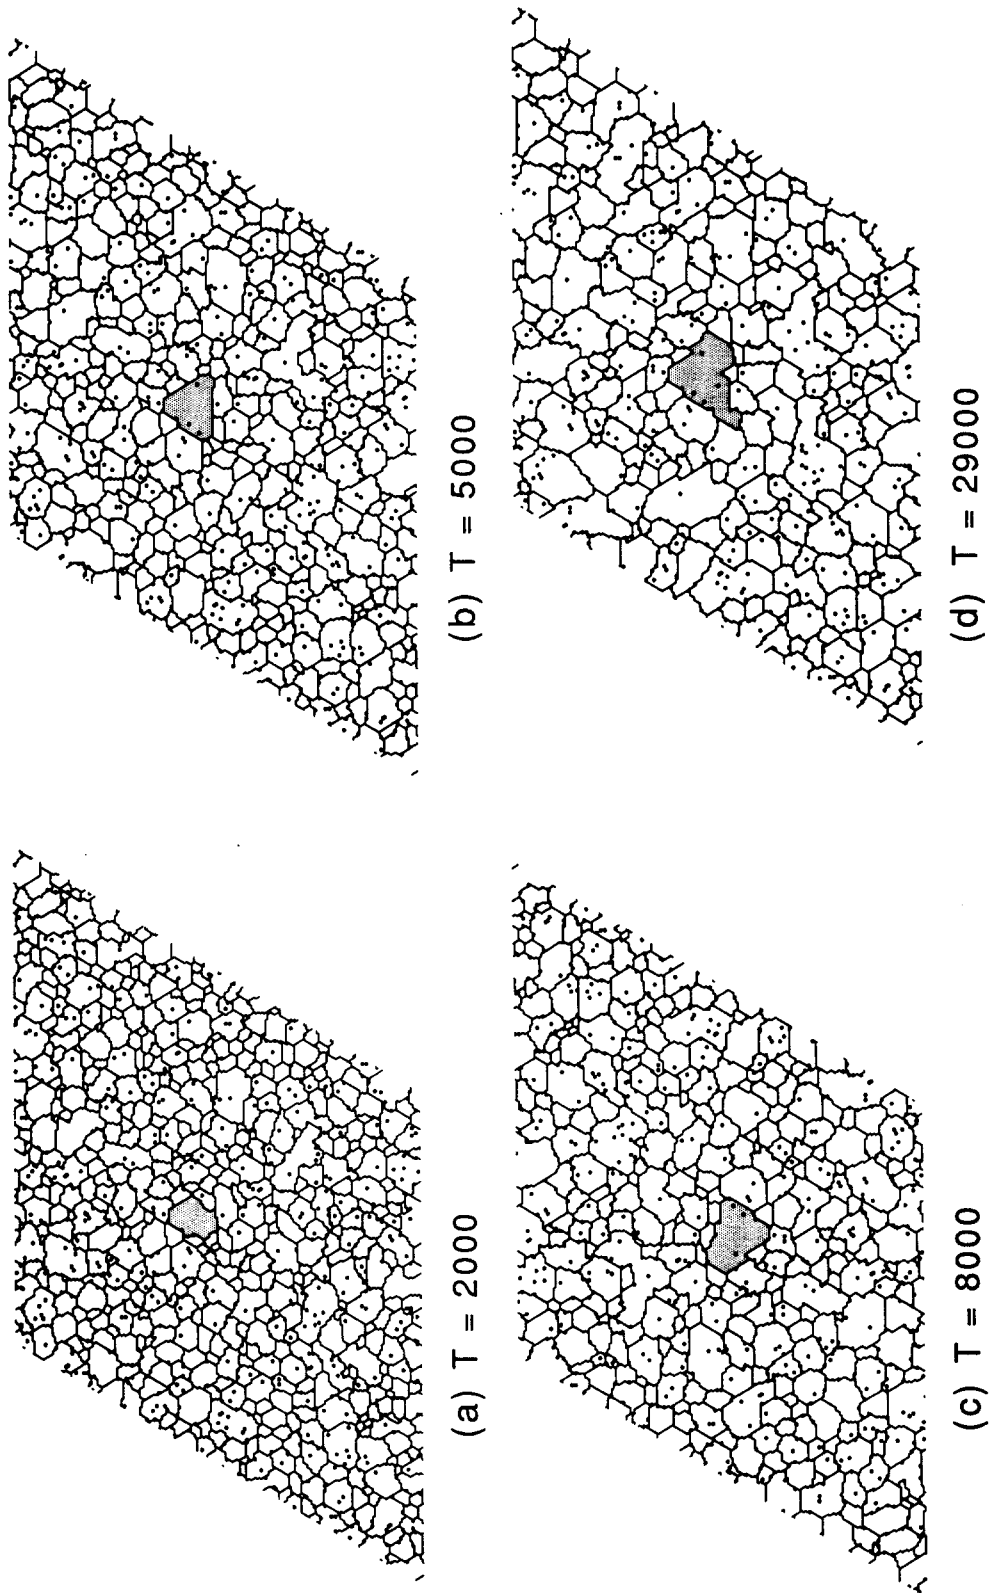 (a) T = 2000
(b) T = 5000
(c) T = 8000
(d) T = 29000